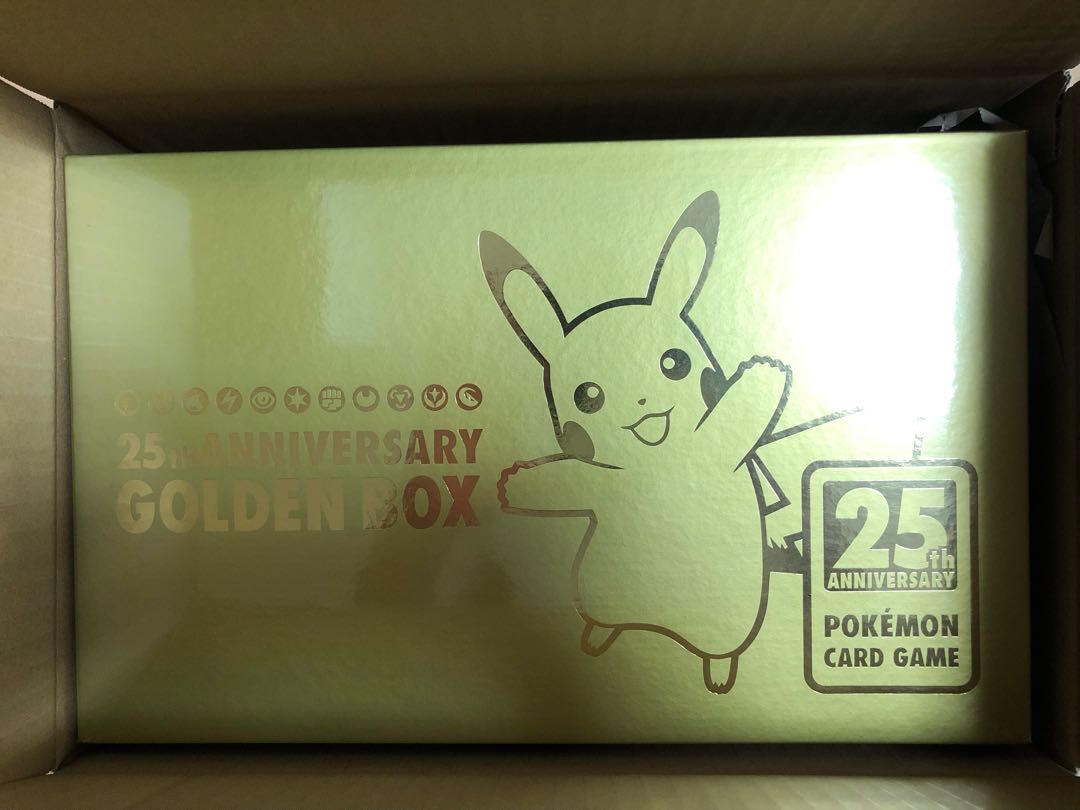 25th ANNIVERSARY
GOLDEN BOX
25th
ANNIVERSARY
POKÉMON
CARD GAME